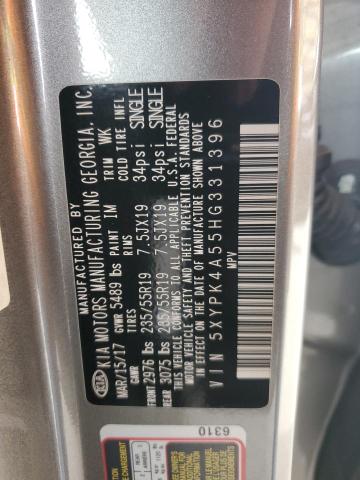 MANUFACTURED BY
KIA MOTORS MANUFACTURING GEORGIA, INC.
MAR/15/17 PAINT IM TRIM WK
GVWR 5489 lbs
GAWR TIRES RIMS COLD TIRE INFL
FRONT 2976 lbs 235/55R19 7.5JX19 34psi SINGLE
REAR 3075 lbs 235/55R19 7.5JX19 34psi SINGLE
THIS VEHICLE CONFORMS TO ALL APPLICABLE U.S.A. FEDERAL
MOTOR VEHICLE SAFETY AND THEFT PREVENTION STANDARDS
IN EFFECT ON THE DATE OF MANUFACTURE SHOWN ABOVE
VIN 5XYPK4A55HG331396
MPV
KIA
6310